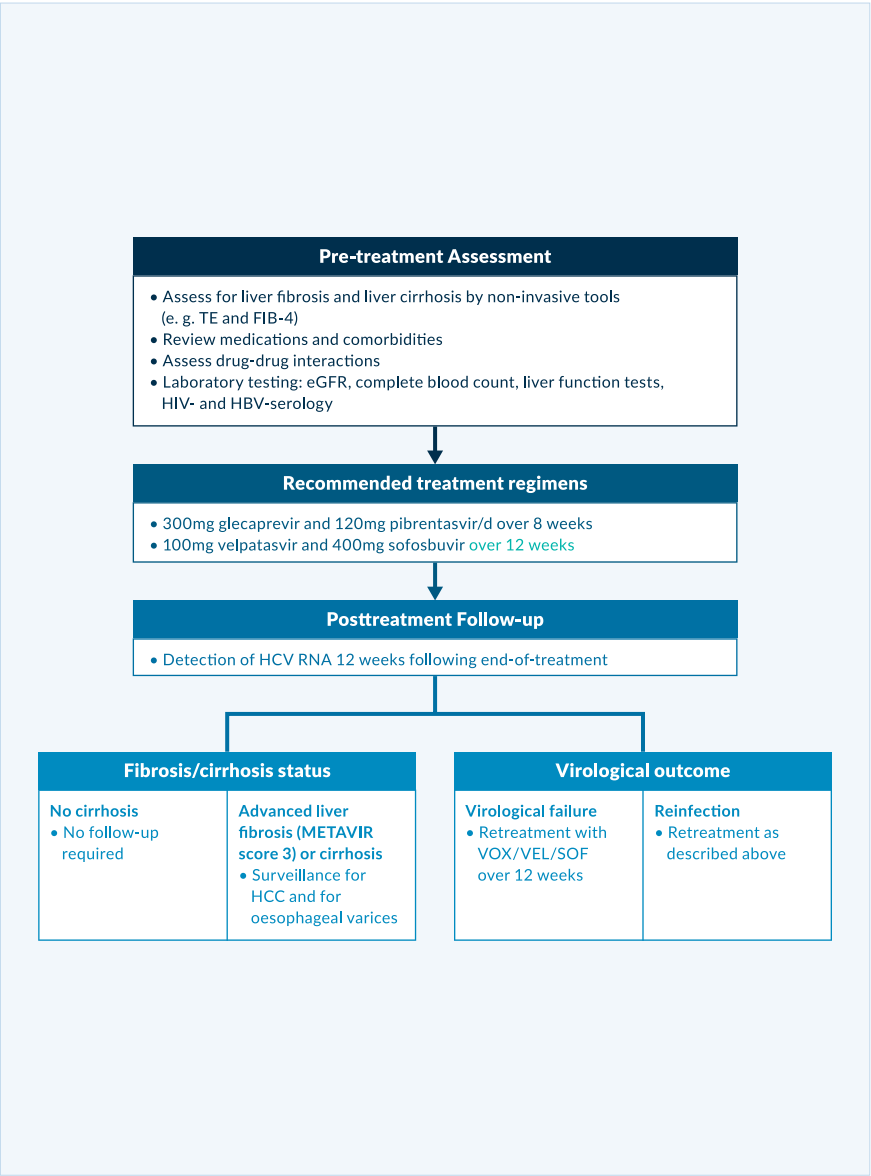 Pre-treatment Assessment
• Assess for liver fibrosis and liver cirrhosis by non-invasive tools
(e. g. TE and FIB-4)
• Review medications and comorbidities
• Assess drug-drug interactions
• Laboratory testing: eGFR, complete blood count, liver function tests,
HIV- and HBV-serology
Recommended treatment regimens
• 300mg glecaprevir and 120mg pibrentasvir/d over 8 weeks
• 100mg velpatasvir and 400mg sofosbuvir over 12 weeks
Posttreatment Follow-up
• Detection of HCV RNA 12 weeks following end-of-treatment
Fibrosis/cirrhosis status
No cirrhosis
• No follow-up
required
Advanced liver
fibrosis (METAVIR
score 3) or cirrhosis
• Surveillance for
HCC and for
oesophageal varices
Virological outcome
Virological failure
• Retreatment with
VOX/VEL/SOF
over 12 weeks
Reinfection
• Retreatment as
described above